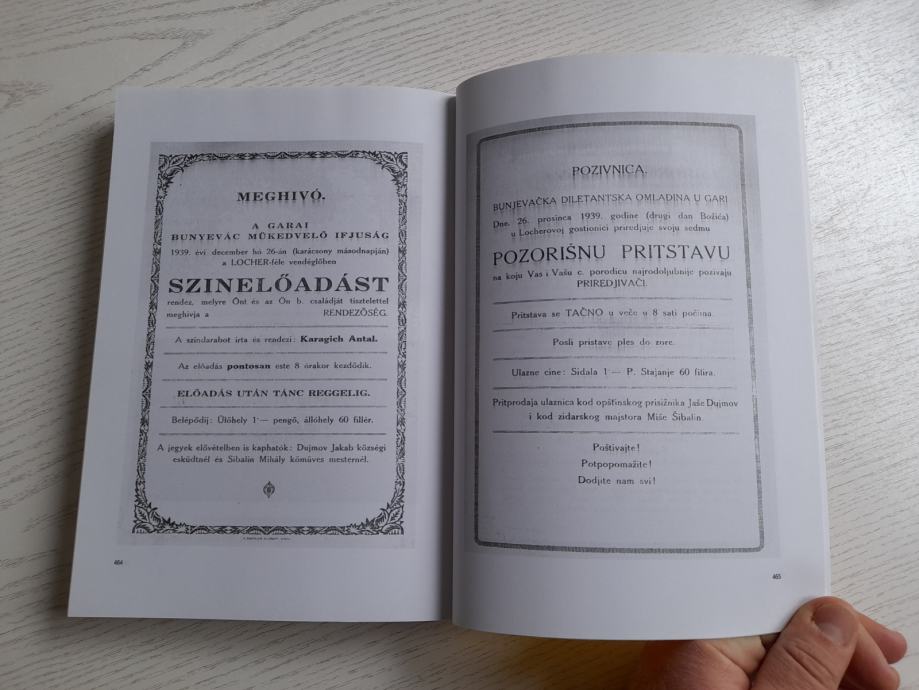 MEGHIVÓ.
A GARAI
BUNYEVÁC MŰKEDVELŐ IFJUSÁG
1939. évi december hó 26-án (karácsony másodnapján)
a LOCHER-féle vendéglőben
SZINELŐADÁST
rendez, melyre Önt és az Ön b. családját tisztelettel
meghivja a RENDEZŐSÉG.
A szindarabot irta és rendezi: Karagich Antal.
Az előadás pontosan este 8 órakor kezdődik.
ELŐADÁS UTÁN TÁNC REGGELIG.
Belépődij: Ülőhely 1·— pengő, állóhely 60 fillér.
A jegyek elővételben is kaphatók: Dujmov Jakab községi
esküdtnél és Sibalin Mihály kőműves mesternél.
464
POZIVNICA.
BUNJEVAČKA DILETANTSKA OMLADINA U GARI
Dne. 26. prosinca 1939. godine (drugi dan Božića)
u Locherovoj gostionici priredjuje svoju sedmu
POZORIŠNU PRITSTAVU
na koju Vas i Vašu c. porodicu najrodoljubnije pozivaju
PRIREDJIVAČI.
Pritstava se TAČNO u veče u 8 sati počima.
Posli pristave ples do zore.
Ulazne cine: Sidala 1·— P. Stajanje 60 filira.
Pritprodaja ulaznica kod opštinskog prisižnika Jaše Dujmov
i kod zidarskog majstora Miše Šibalin.
Poštivajte!
Potpopomažite!
Dodjite nam svi!
465